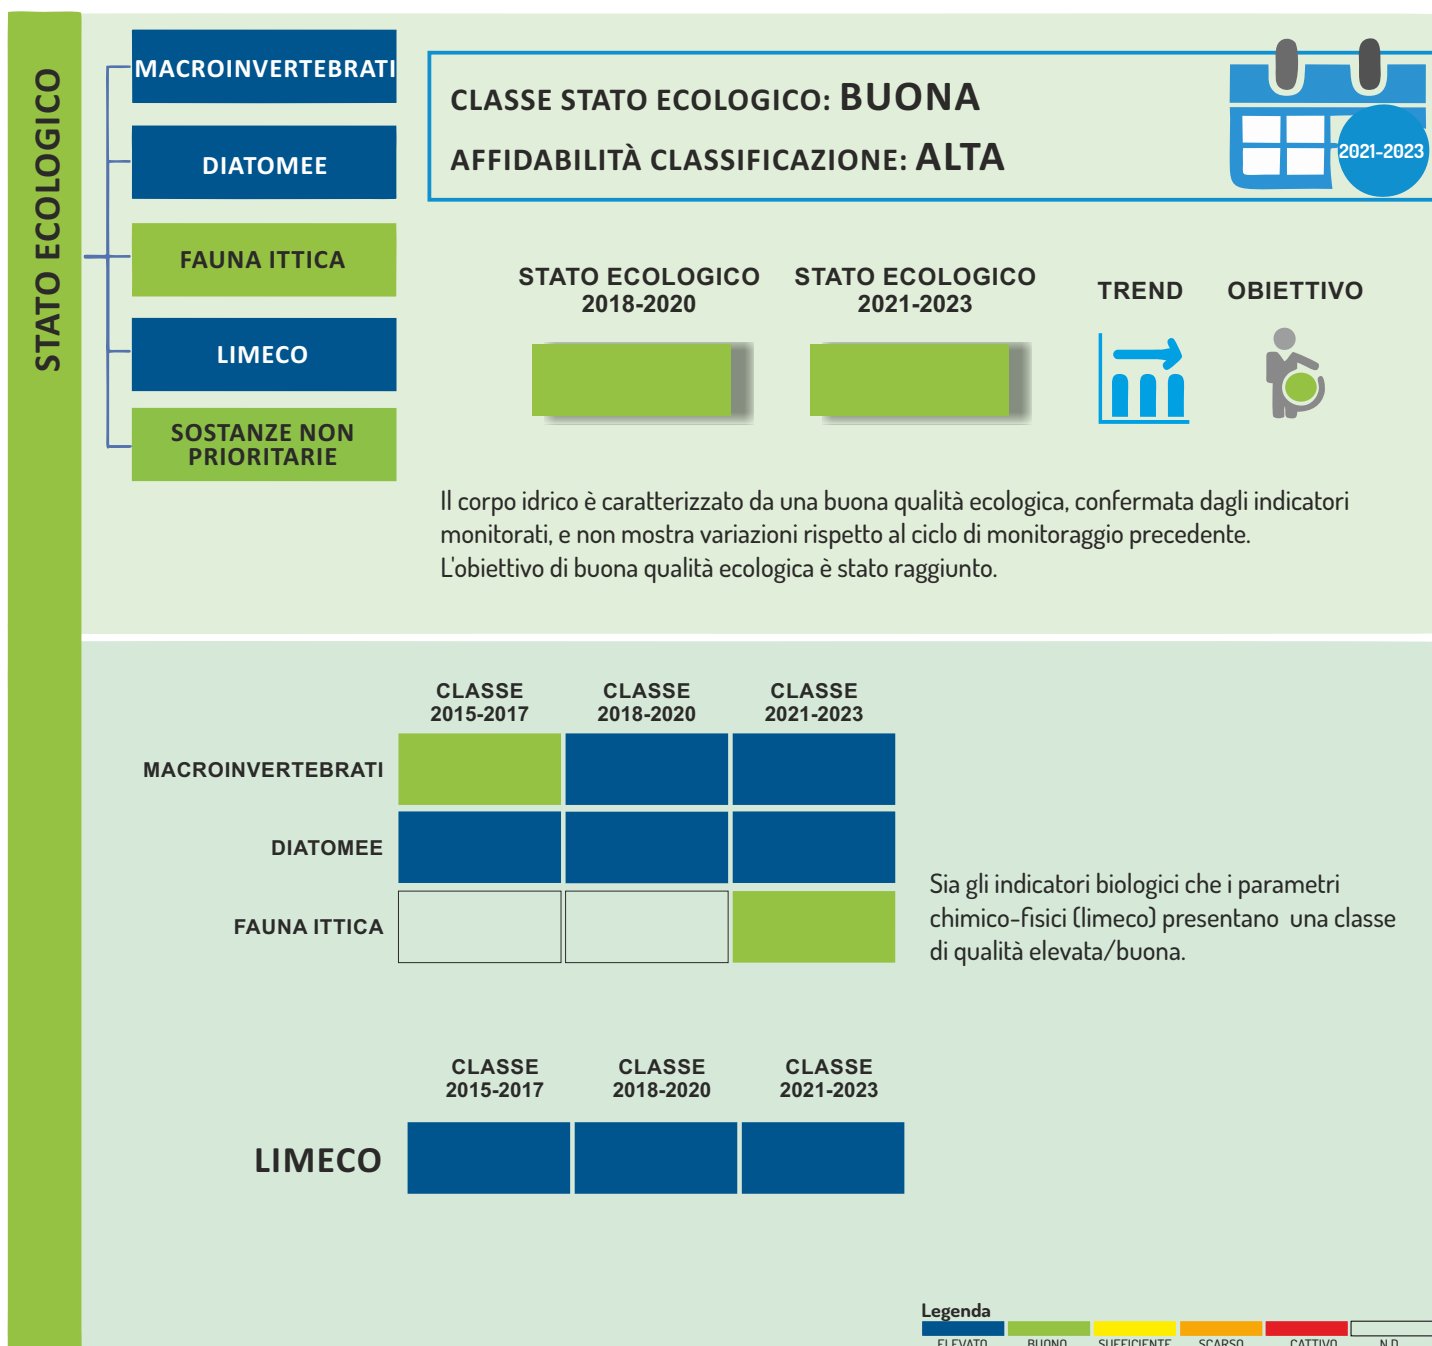 STATO ECOLOGICO
MACROINVERTEBRATI
DIATOMEE
FAUNA ITTICA
LIMECO
SOSTANZE NON
PRIORITARIE
CLASSE STATO ECOLOGICO: BUONA
AFFIDABILITÀ CLASSIFICAZIONE: ALTA
2021-2023
STATO ECOLOGICO
2018-2020
STATO ECOLOGICO
2021-2023
TREND
OBIETTIVO
Il corpo idrico è caratterizzato da una buona qualità ecologica, confermata dagli indicatori
monitorati, e non mostra variazioni rispetto al ciclo di monitoraggio precedente.
L'obiettivo di buona qualità ecologica è stato raggiunto.
CLASSE
2015-2017
CLASSE
2018-2020
CLASSE
2021-2023
MACROINVERTEBRATI
DIATOMEE
FAUNA ITTICA
Sia gli indicatori biologici che i parametri
chimico-fisici (limeco) presentano una classe
di qualità elevata/buona.
CLASSE
2015-2017
CLASSE
2018-2020
CLASSE
2021-2023
LIMECO
Legenda
ELEVATO BUONO SUFFICIENTE SCARSO CATTIVO N.D.